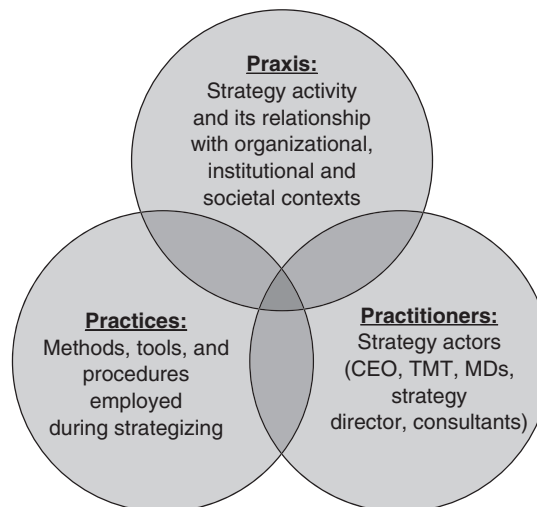 Praxis:
Strategy activity
and its relationship
with organizational,
institutional and
societal contexts
Practices:
Methods, tools, and
procedures
employed
during strategizing
Practitioners:
Strategy actors
(CEO, TMT, MDs,
strategy
director, consultants)